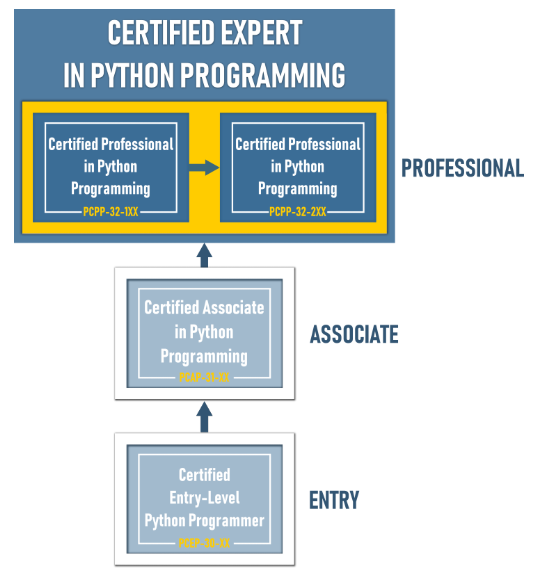 CERTIFIED EXPERT
IN PYTHON PROGRAMMING
Certified Professional
in Python
Programming
PCPP-32-1XX
Certified Professional
in Python
Programming
PCPP-32-2XX
PROFESSIONAL
Certified Associate
in Python
Programming
PCAP-31-XX
ASSOCIATE
Certified
Entry-Level
Python Programmer
PCEP-30-XX
ENTRY